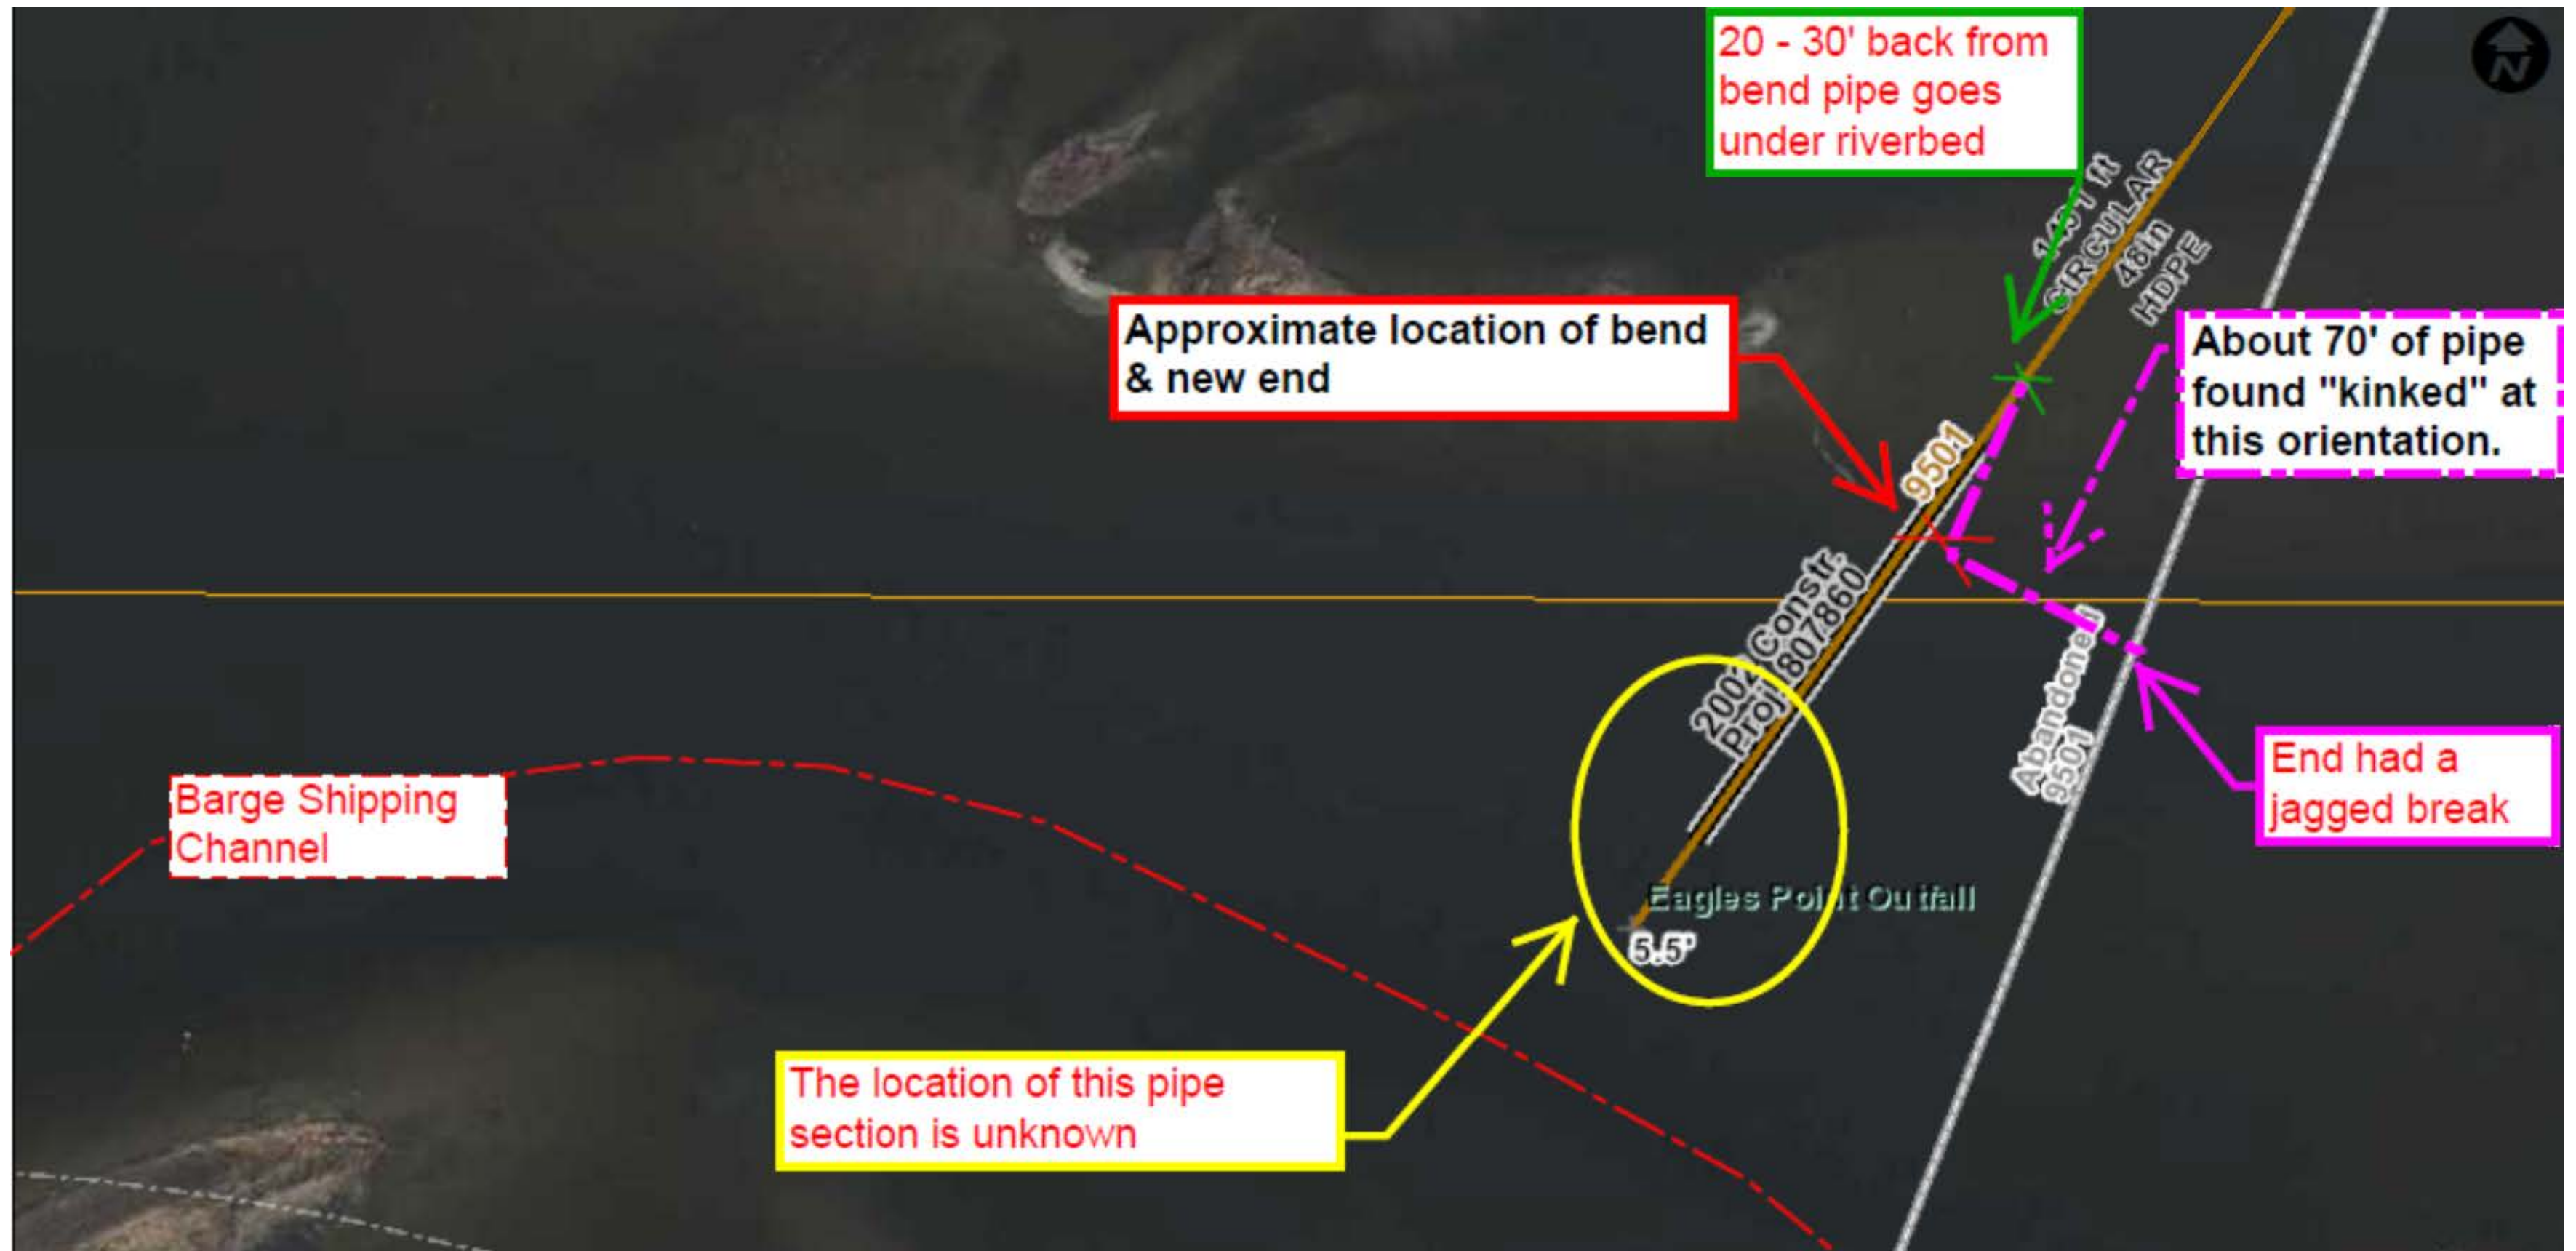 20 - 30' back from
bend pipe goes
under riverbed
N
ft
CIRCULAR
48in
HDPE
Approximate location of bend
& new end
About 70' of pipe
found "kinked" at
this orientation.
9501
2002 Constr.
Proj. 807860
Abandoned
9501
End had a
jagged break
Barge Shipping
Channel
Eagles Point Outfall
5.5'
The location of this pipe
section is unknown